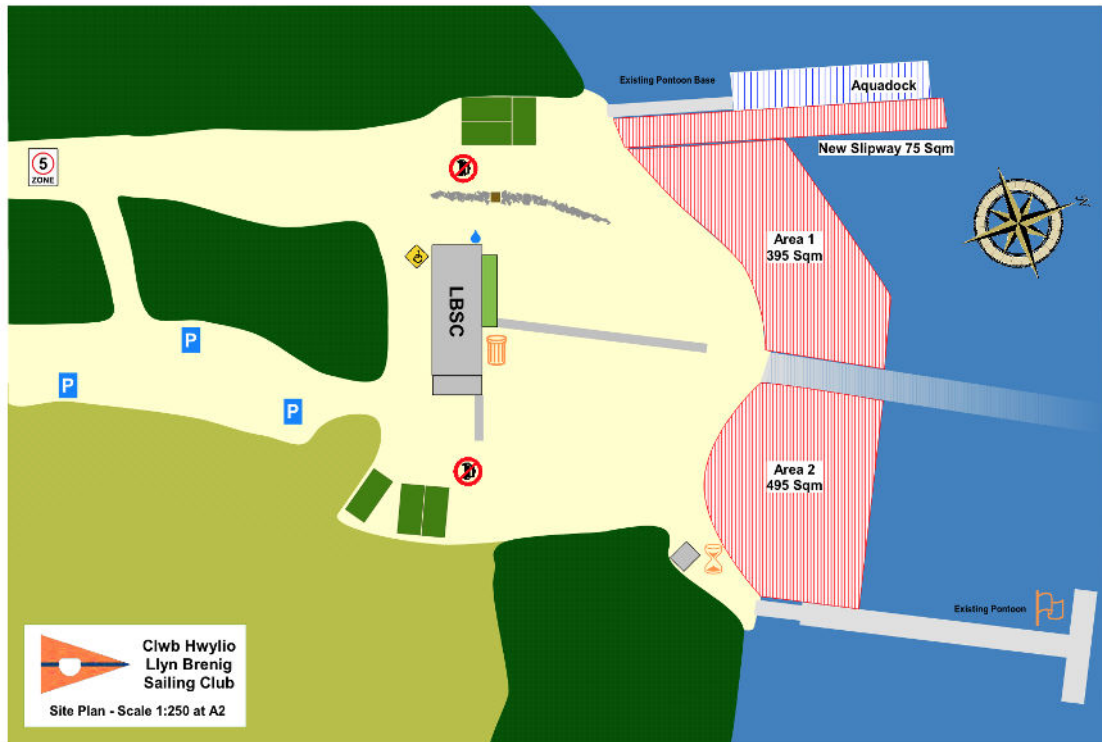 Existing Pontoon Base
Aquadock
New Slipway 75 Sqm
5
ZONE
N
Area 1
395 Sqm
LBSC
P
P
P
Area 2
495 Sqm
Existing Pontoon
Clwb Hwylio
Llyn Brenig
Sailing Club
Site Plan - Scale 1:250 at A2